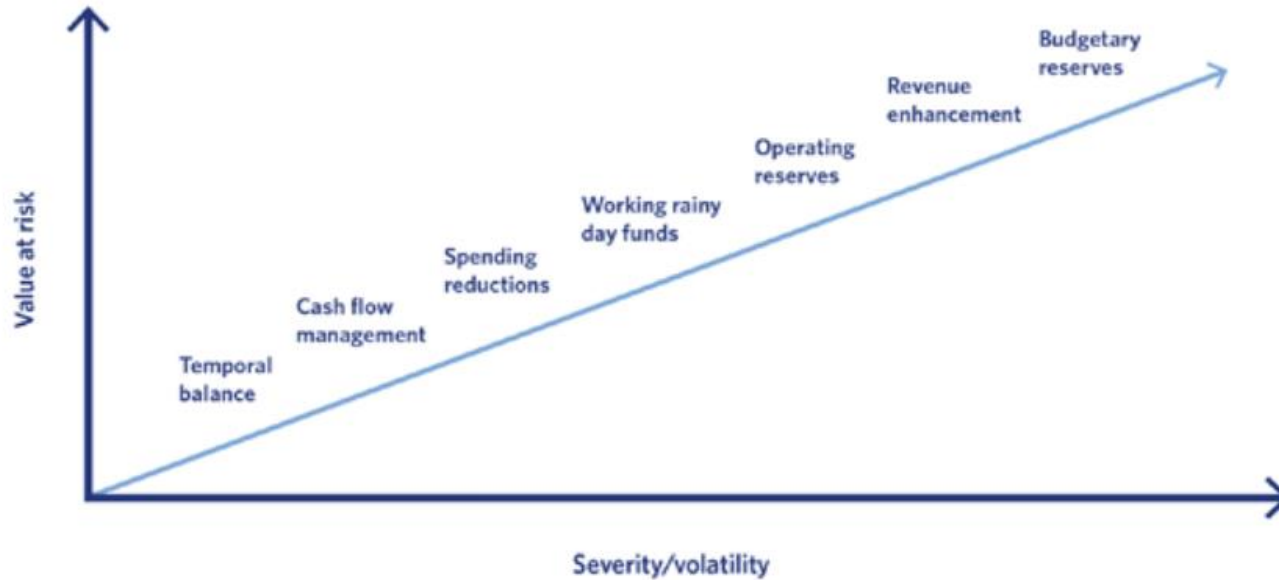 Budgetary
reserves
Revenue
enhancement
Operating
reserves
Working rainy
day funds
Spending
reductions
Cash flow
management
Temporal
balance
Value at risk
Severity/volatility